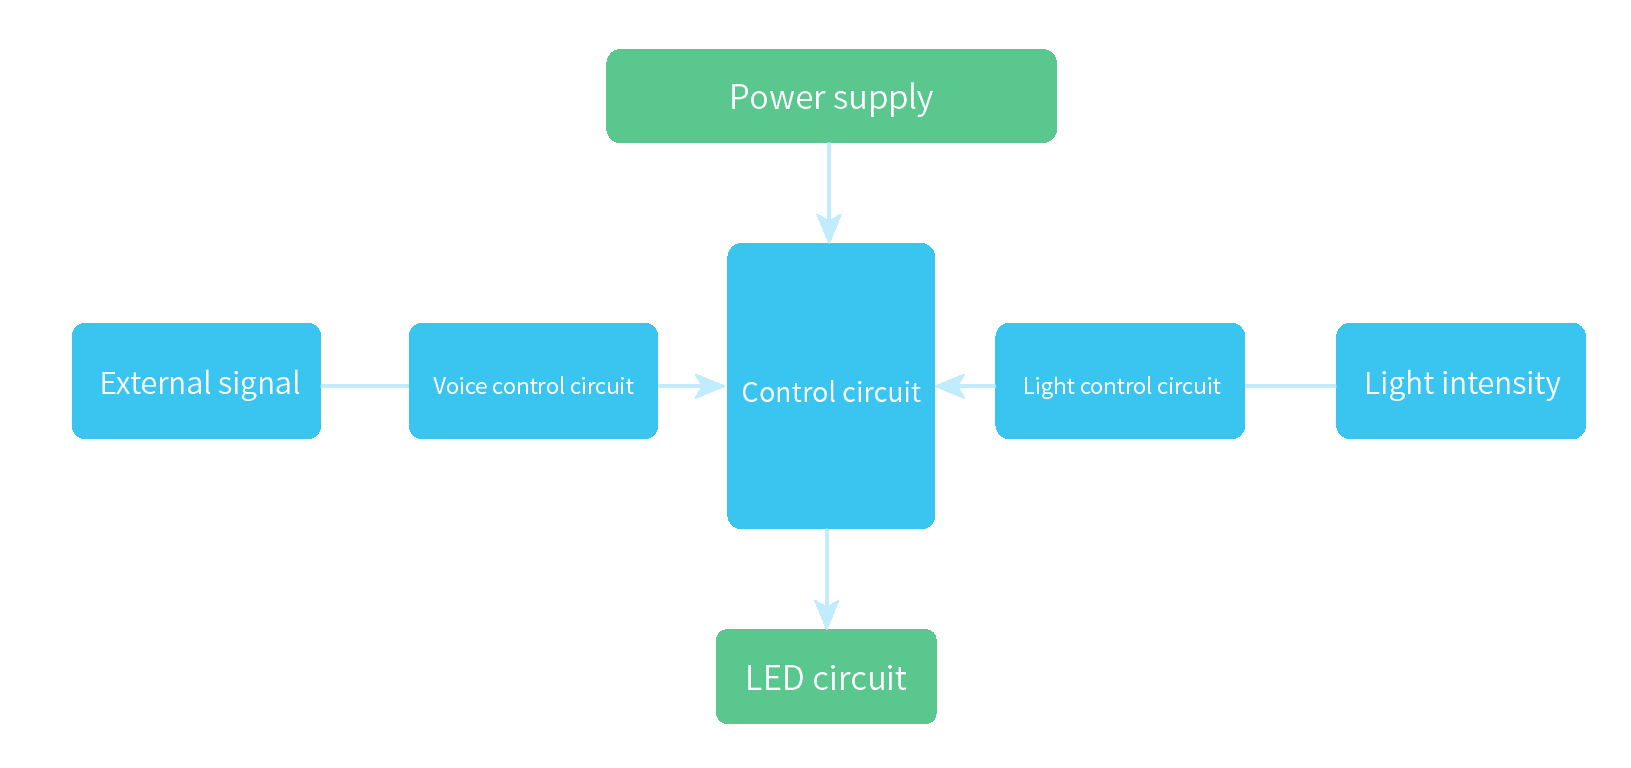 Power supply
External signal
Voice control circuit
Control circuit
Light control circuit
Light intensity
LED circuit